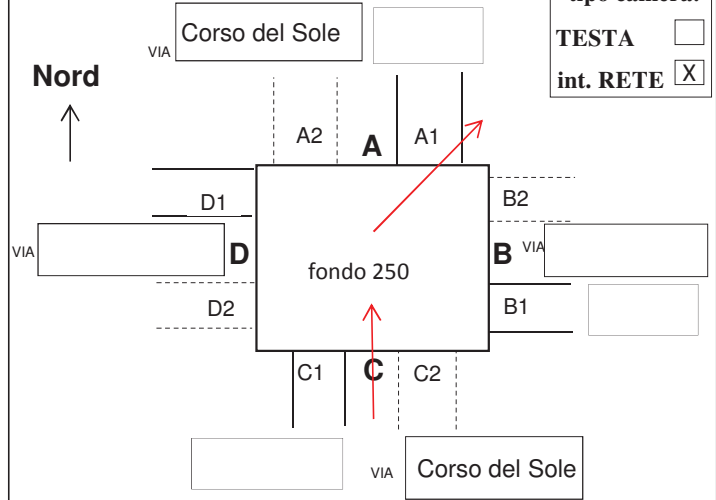 tipo camera:
VIA Corso del Sole
TESTA
Nord
int. RETE X
A2 A A1
D1 B2
VIA D B VIA
fondo 250
D2 B1
C1 C C2
VIA Corso del Sole